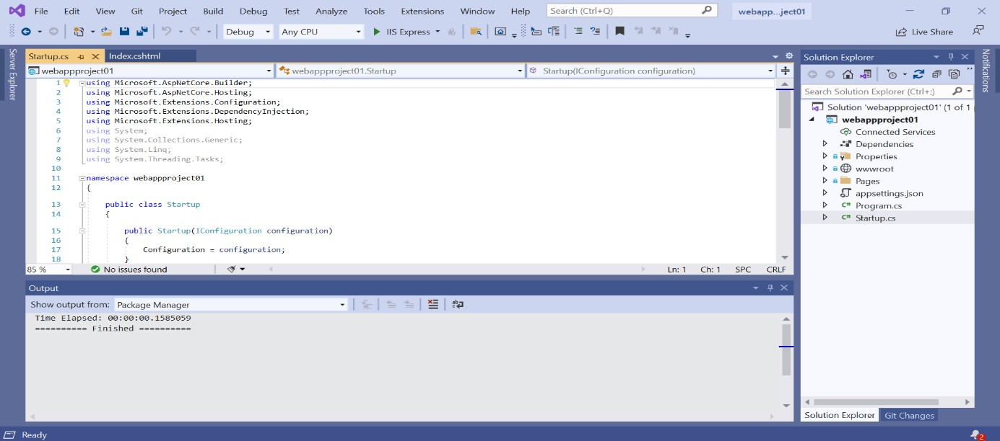 File Edit View Git Project Build Debug Test Analyze Tools Extensions Window Help Search (Ctrl+Q) webapp...ject01
Debug Any CPU IIS Express Live Share
Server Explorer
Startup.cs Index.cshtml
webappproject01 webappproject01.Startup Startup(IConfiguration configuration)
1 using Microsoft.AspNetCore.Builder;
2 using Microsoft.AspNetCore.Hosting;
3 using Microsoft.Extensions.Configuration;
4 using Microsoft.Extensions.DependencyInjection;
5 using Microsoft.Extensions.Hosting;
6 using System;
7 using System.Collections.Generic;
8 using System.Linq;
9 using System.Threading.Tasks;
10
11 namespace webappproject01
12 {
13 public class Startup
14 {
15 public Startup(IConfiguration configuration)
16 {
17 Configuration = configuration;
18 }
85 % No issues found Ln: 1 Ch: 1 SPC CRLF
Output
Show output from: Package Manager
Time Elapsed: 00:00:00.1585059
========== Finished ==========
Solution Explorer
Search Solution Explorer (Ctrl+;)
Solution 'webappproject01' (1 of 1
webappproject01
Connected Services
Dependencies
Properties
wwwroot
Pages
appsettings.json
C# Program.cs
C# Startup.cs
Solution Explorer Git Changes
Notifications
Ready 2